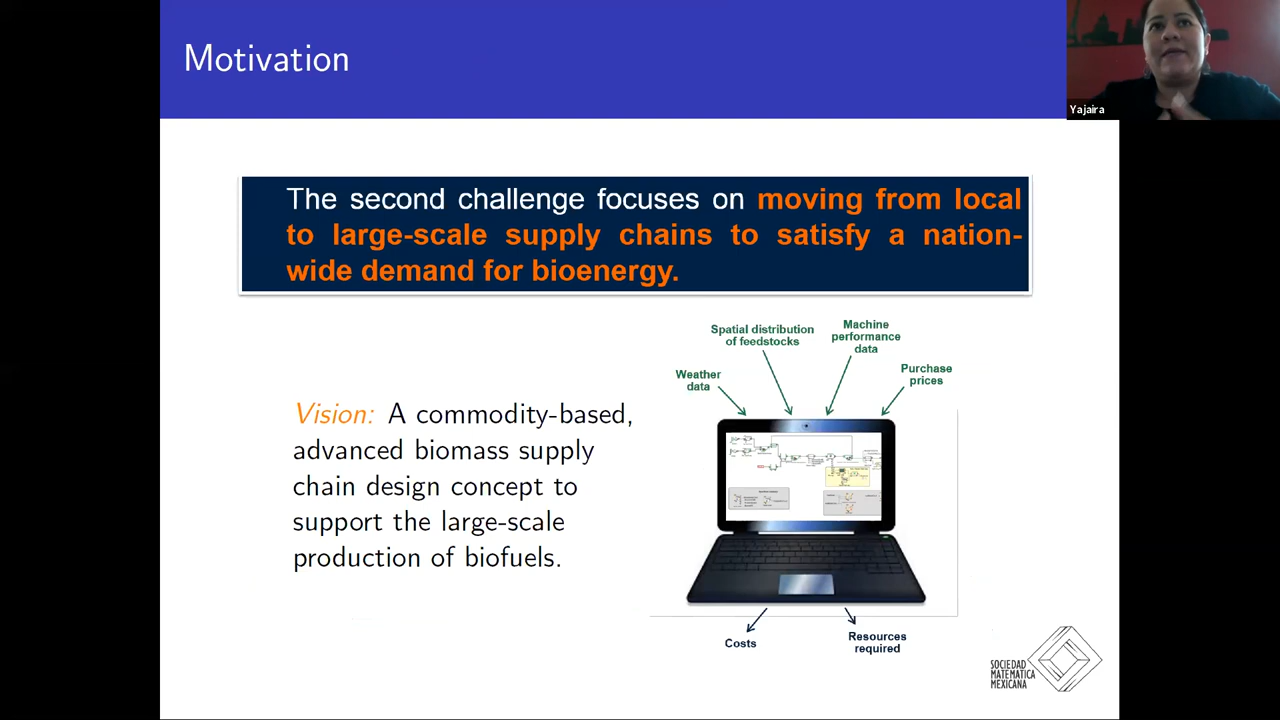 Motivation
Yajaira
The second challenge focuses on moving from local
to large-scale supply chains to satisfy a nation-
wide demand for bioenergy.
Spatial distribution
of feedstocks
Machine
performance
data
Weather
data
Purchase
prices
Vision: A commodity-based,
advanced biomass supply
chain design concept to
support the large-scale
production of biofuels.
Costs
Resources
required
SOCIEDAD
MATEMATICA
MEXICANA